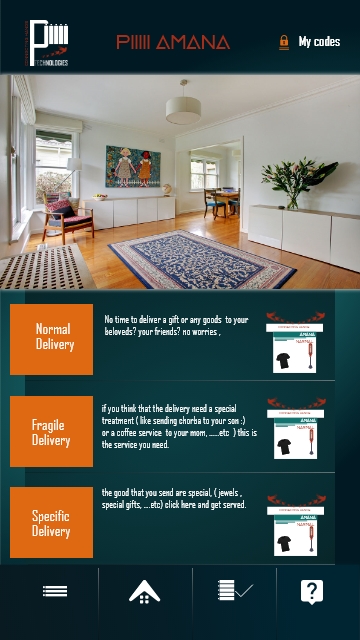 TECHNOLOGIES
PIIIII AMANA
My codes
Normal
Delivery
No time to deliver a gift or any goods to your
beloveds? your friends? no worries ,
AMANA
Fragile
Delivery
if you think that the delivery need a special
treatment ( like sending chorba to your son :)
or a coffee service to your mom, ......etc ) this is
the service you need.
AMANA
Specific
Delivery
the good that you send are special, ( jewels ,
special gifts, ....etc) click here and get served.
AMANA